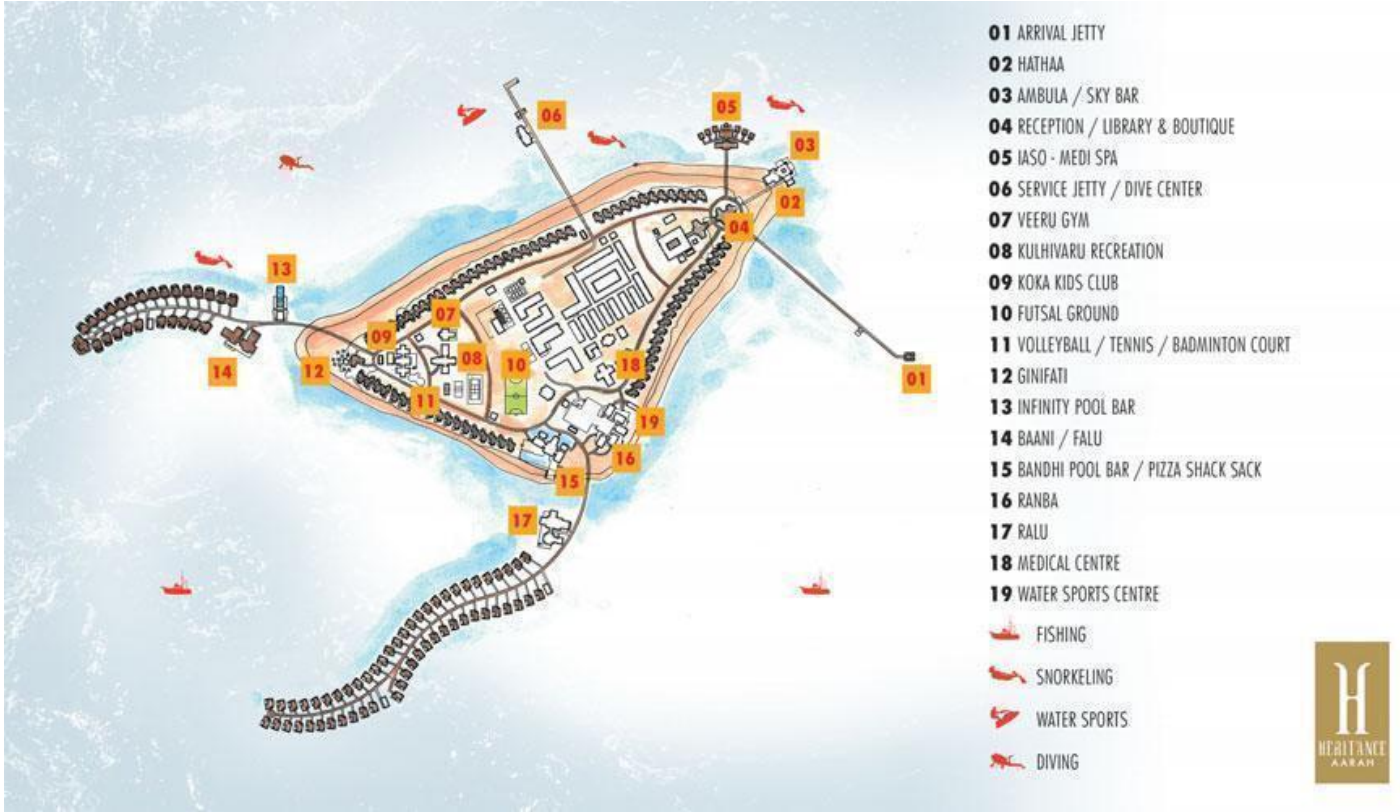 01 ARRIVAL JETTY
02 HATHAA
03 AMBULA / SKY BAR
04 RECEPTION / LIBRARY & BOUTIQUE
05 IASO - MEDI SPA
06 SERVICE JETTY / DIVE CENTER
07 VEERU GYM
08 KULHIVARU RECREATION
09 KOKA KIDS CLUB
10 FUTSAL GROUND
11 VOLLEYBALL / TENNIS / BADMINTON COURT
12 GINIFATI
13 INFINITY POOL BAR
14 BAANI / FALU
15 BANDHI POOL BAR / PIZZA SHACK SACK
16 RANBA
17 RALU
18 MEDICAL CENTRE
19 WATER SPORTS CENTRE
FISHING
SNORKELING
WATER SPORTS
DIVING
H
HERITANCE
AARAH
05
06
03
02
04
13
07
09
14
12
08
10
18
01
11
19
16
15
17